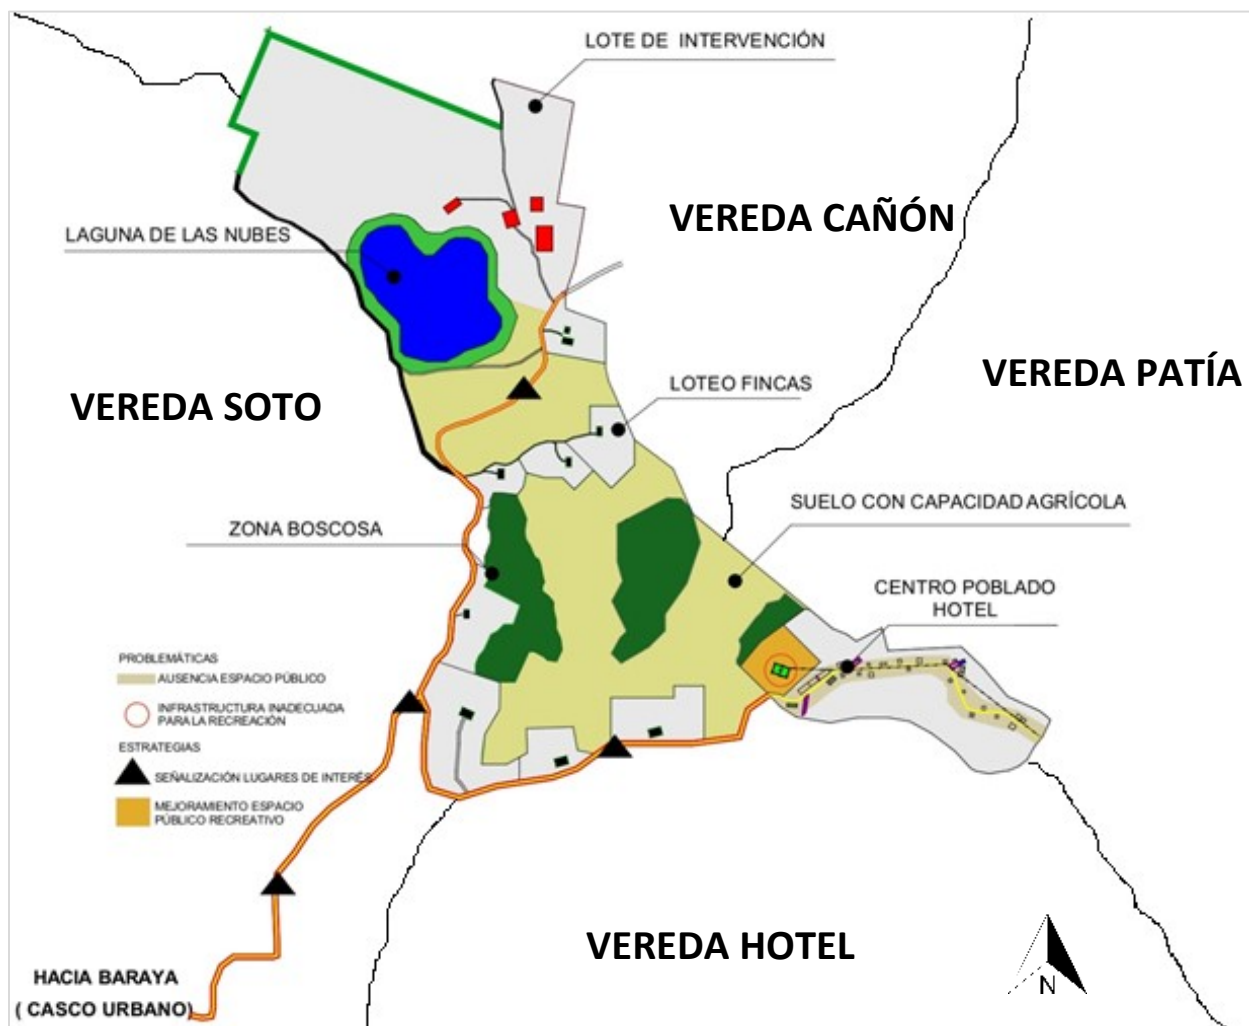 LOTE DE INTERVENCIÓN
VEREDA CAÑÓN
LAGUNA DE LAS NUBES
VEREDA PATÍA
LOTEO FINCAS
VEREDA SOTO
SUELO CON CAPACIDAD AGRÍCOLA
ZONA BOSCOSA
CENTRO POBLADO
HOTEL
PROBLEMÁTICAS
AUSENCIA ESPACIO PÚBLICO
INFRAESTRUCTURA INADECUADA
PARA LA RECREACIÓN
ESTRATEGIAS
SEÑALIZACIÓN LUGARES DE INTERÉS
MEJORAMIENTO ESPACIO
PÚBLICO RECREATIVO
VEREDA HOTEL
HACIA BARAYA
( CASCO URBANO)
N